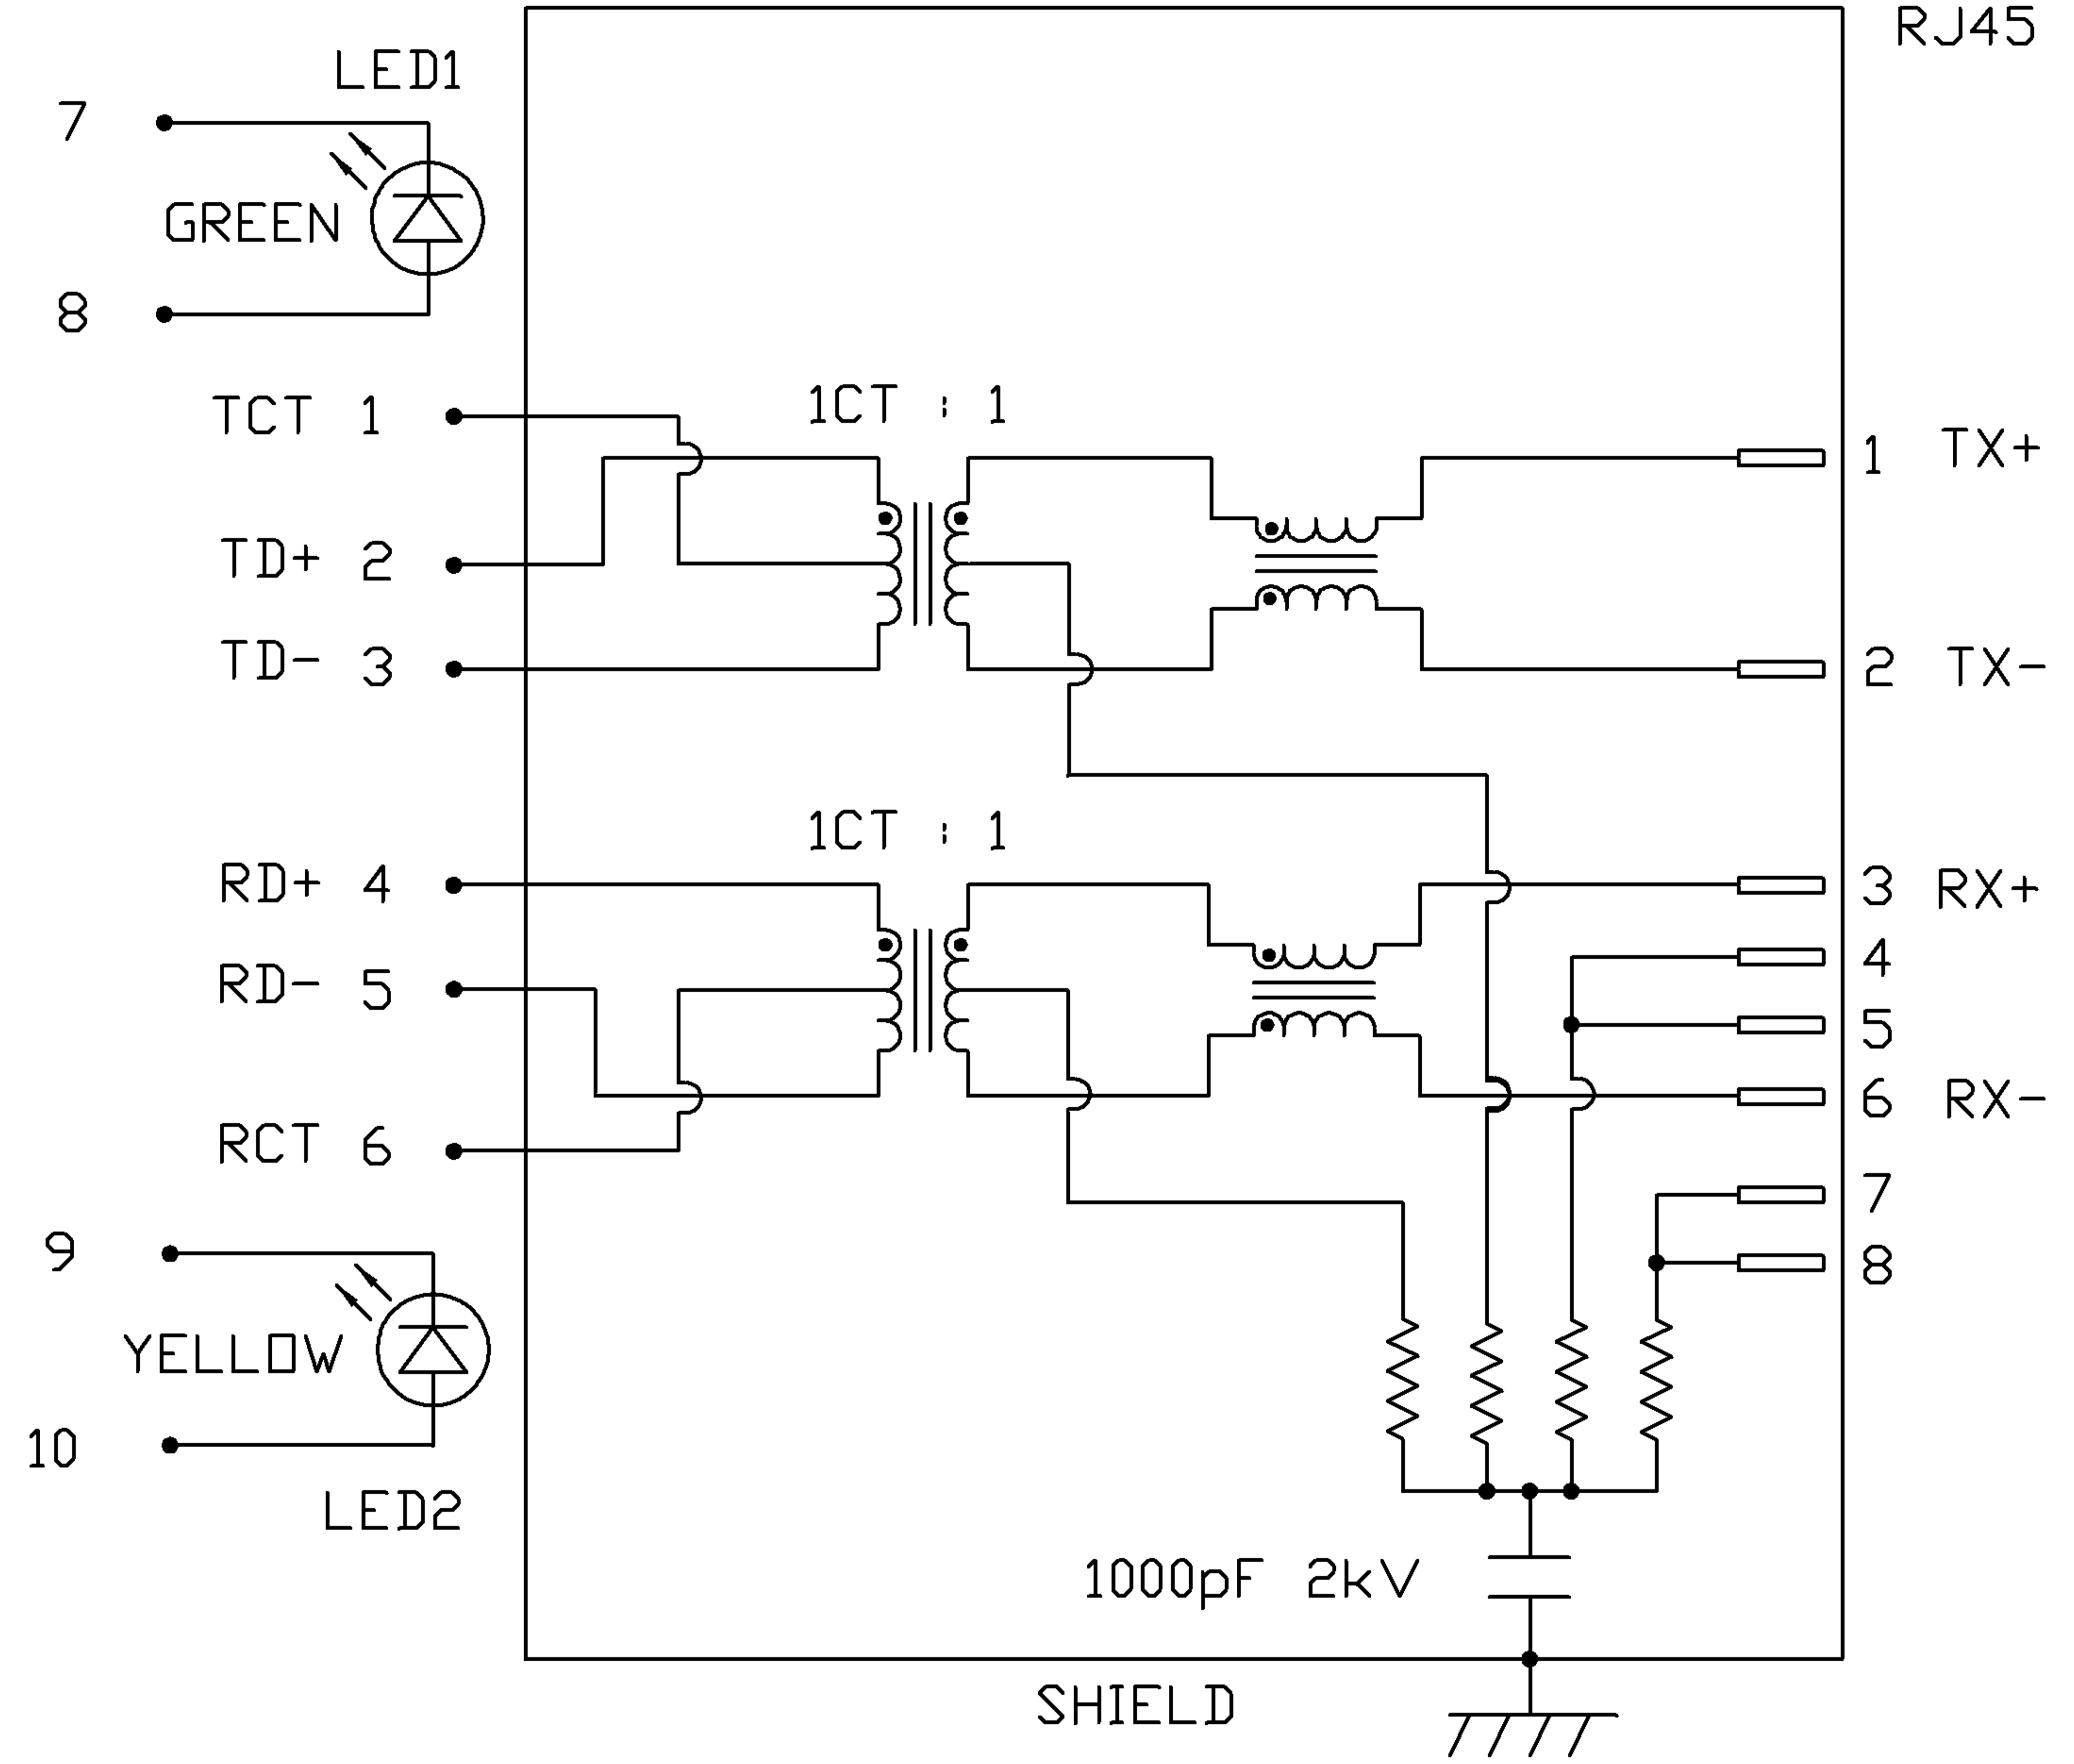 RJ45
LED1
7
GREEN
8
TCT 1
1CT : 1
1 TX+
TD+ 2
TD- 3
2 TX-
1CT : 1
RD+ 4
3 RX+
4
RD- 5
5
6 RX-
RCT 6
7
9
8
YELLOW
10
LED2
1000pF 2kV
SHIELD